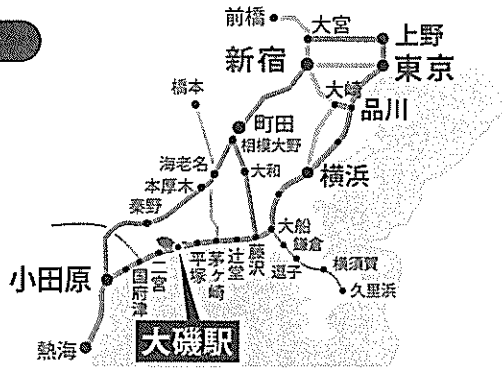 前橋
大宮
上野
新宿
東京
橋本
大崎
品川
町田
相模大野
海老名
大和
本厚木
横浜
秦野
大船
鎌倉
小田原
国府津
二宮
平塚
茅ヶ崎
辻堂
藤沢
逗子
横須賀
久里浜
大磯駅
熱海